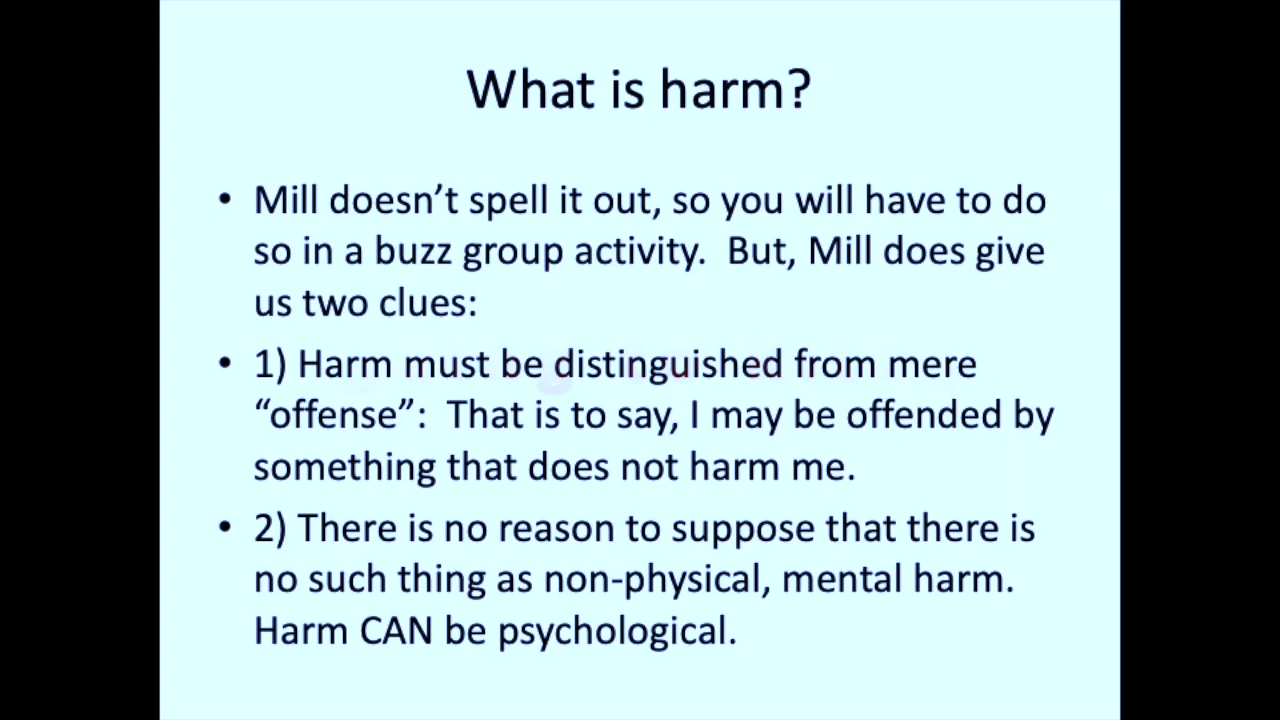 What is harm?
• Mill doesn’t spell it out, so you will have to do
so in a buzz group activity.  But, Mill does give
us two clues:
• 1) Harm must be distinguished from mere
“offense”:  That is to say, I may be offended by
something that does not harm me.
• 2) There is no reason to suppose that there is
no such thing as non-physical, mental harm.
Harm CAN be psychological.